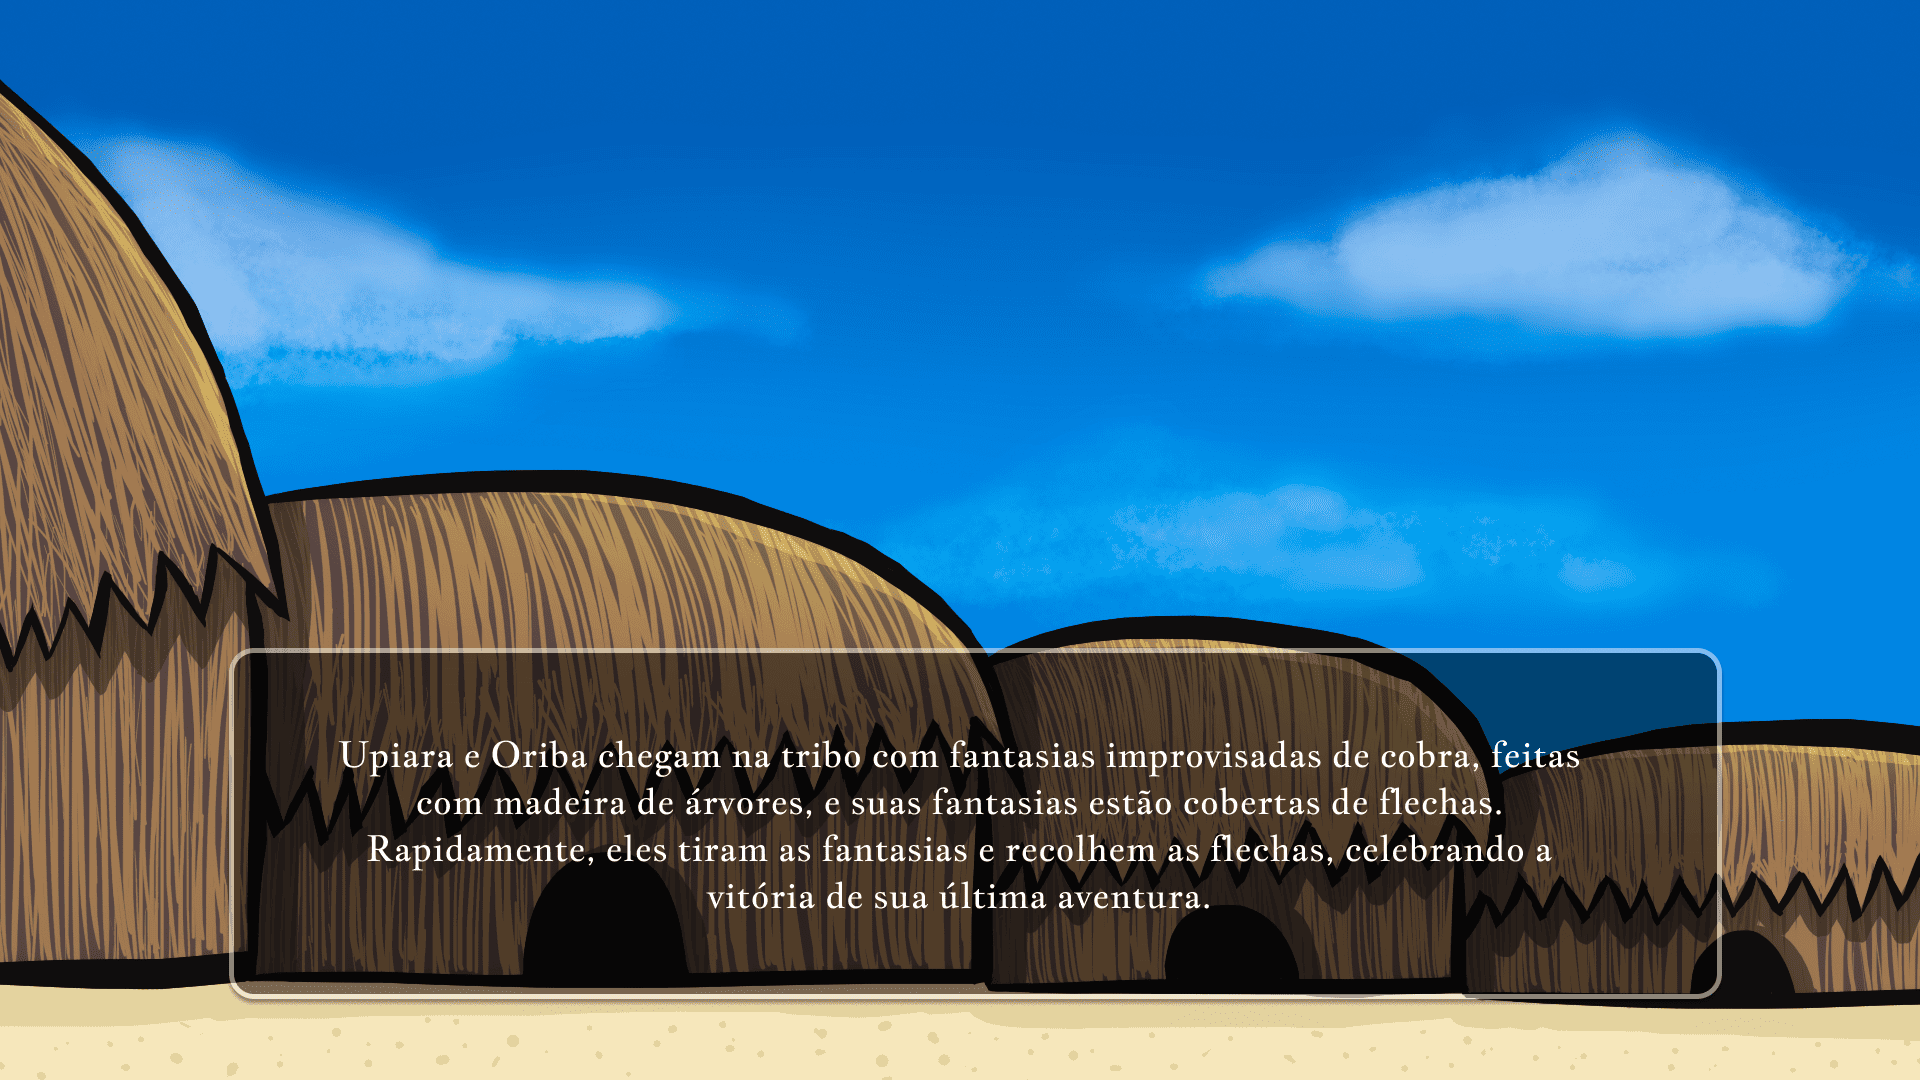 Upiara e Oriba chegam na tribo com fantasias improvisadas de cobra, feitas
com madeira de árvores, e suas fantasias estão cobertas de flechas.
Rapidamente, eles tiram as fantasias e recolhem as flechas, celebrando a
vitória de sua última aventura.